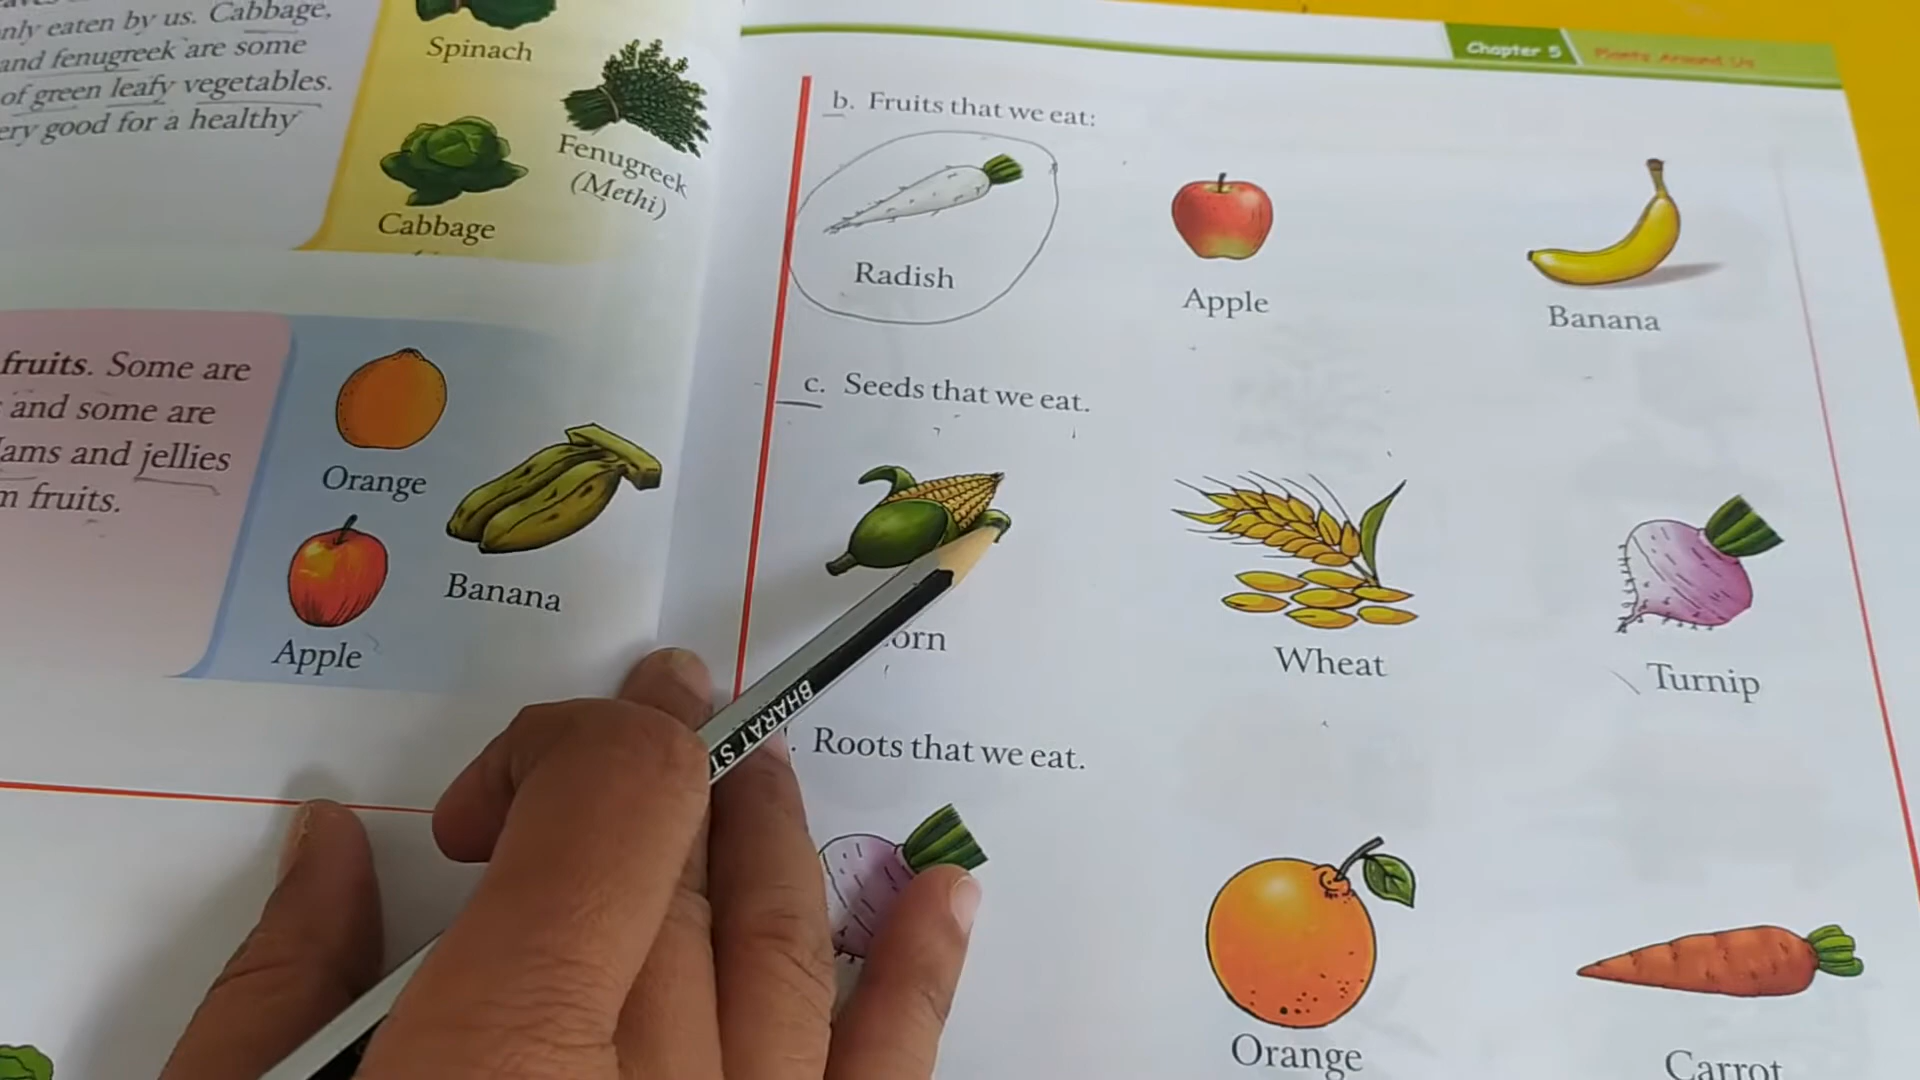 nly eaten by us. Cabbage,
and fenugreek are some
of green leafy vegetables.
ery good for a healthy
Spinach
Fenugreek
(Methi)
Cabbage
fruits. Some are
and some are
ams and jellies
fruits.
Orange
Banana
Apple
Chapter 5
Plants Around Us
b. Fruits that we eat:
Radish
Apple
Banana
c. Seeds that we eat.
orn
Wheat
Turnip
. Roots that we eat.
Orange
Carrot
BHARAT ST